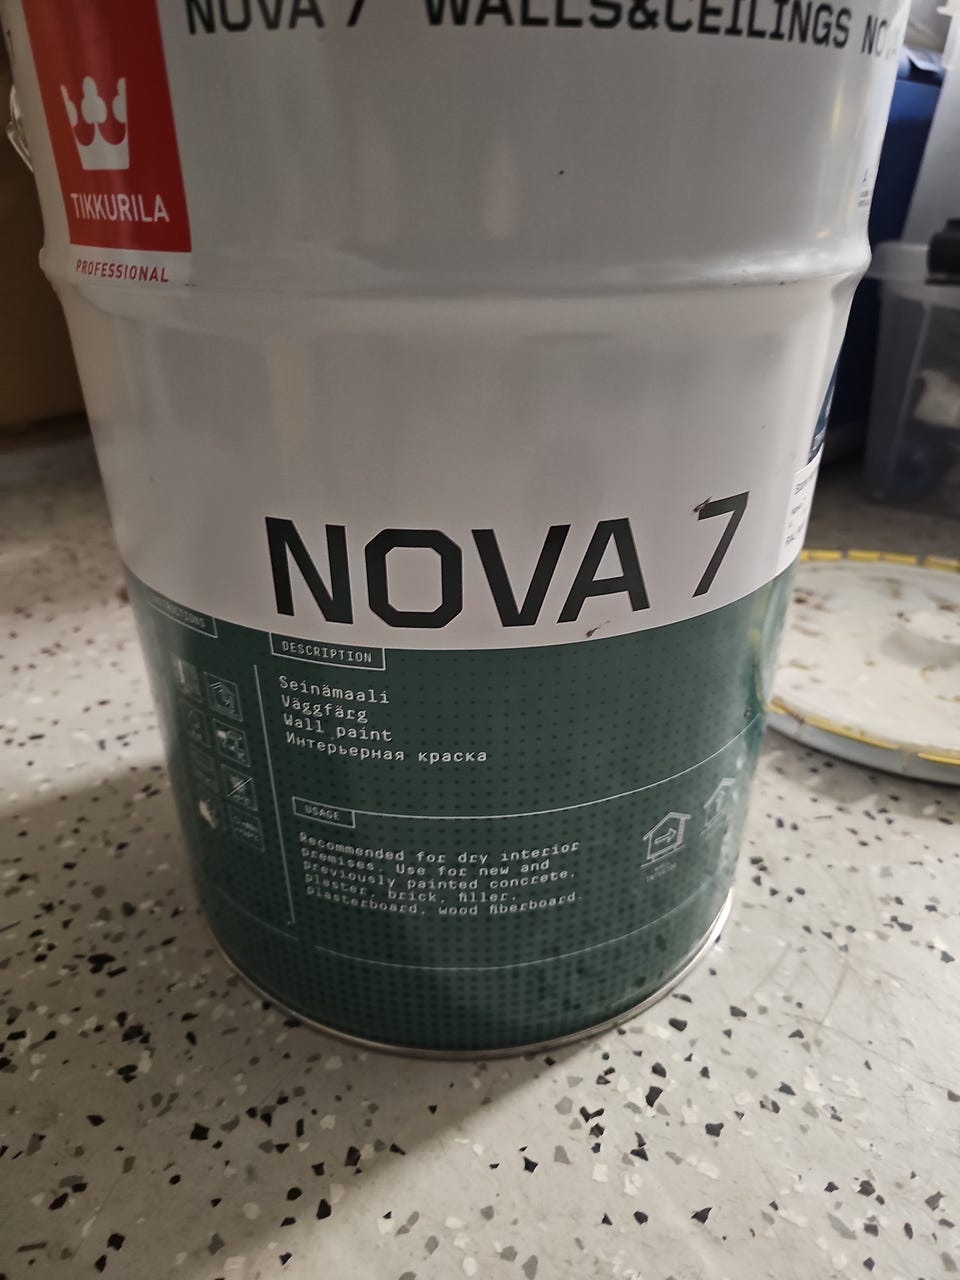 NOVA 7 WALLS&CEILINGS NO
TIKKURILA
PROFESSIONAL
NOVA 7
DESCRIPTION
Seinämaali
Väggfärg
Wall paint
Интерьерная краска
USAGE
Recommended for dry interior
premises. Use for new and
previously painted concrete,
plaster, brick, filler,
plasterboard, wood fiberboard.